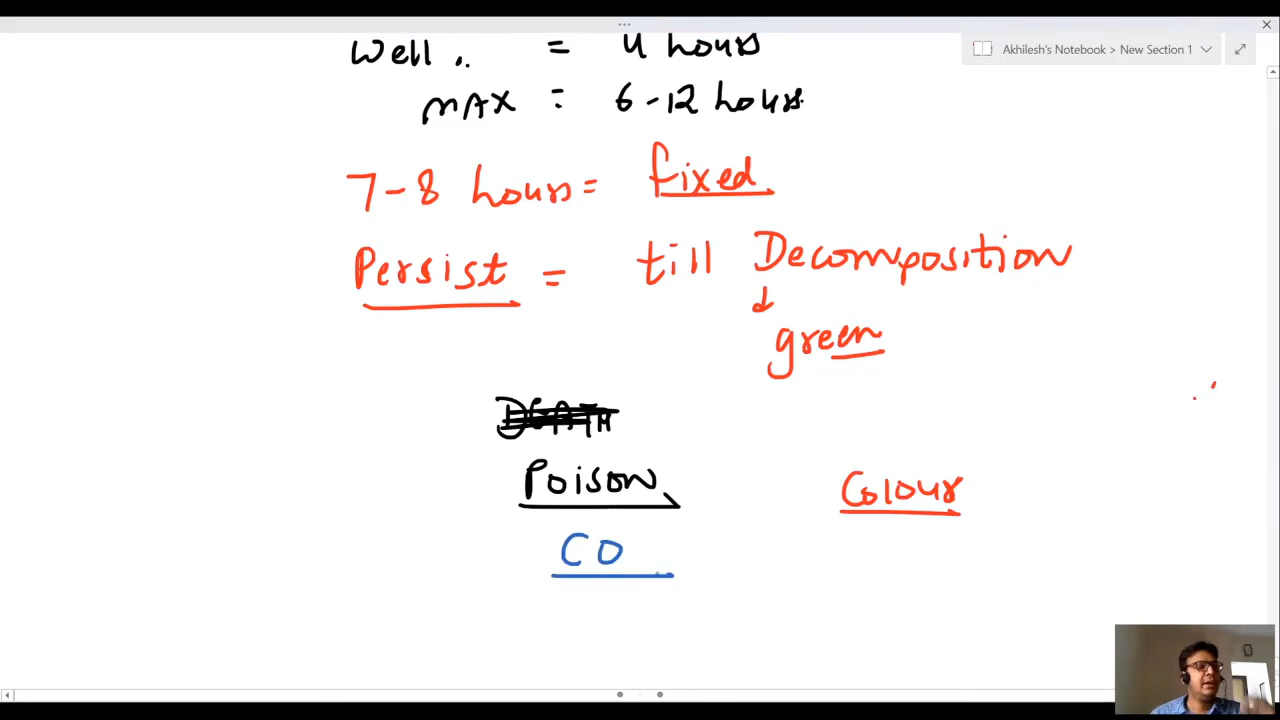 Akhilesh's Notebook > New Section 1
Well .. = 4 hours
MAX = 6-12 hours.
7-8 hours = fixed
Persist = till Decomposition
green
DEATH
Poison Colour
CO